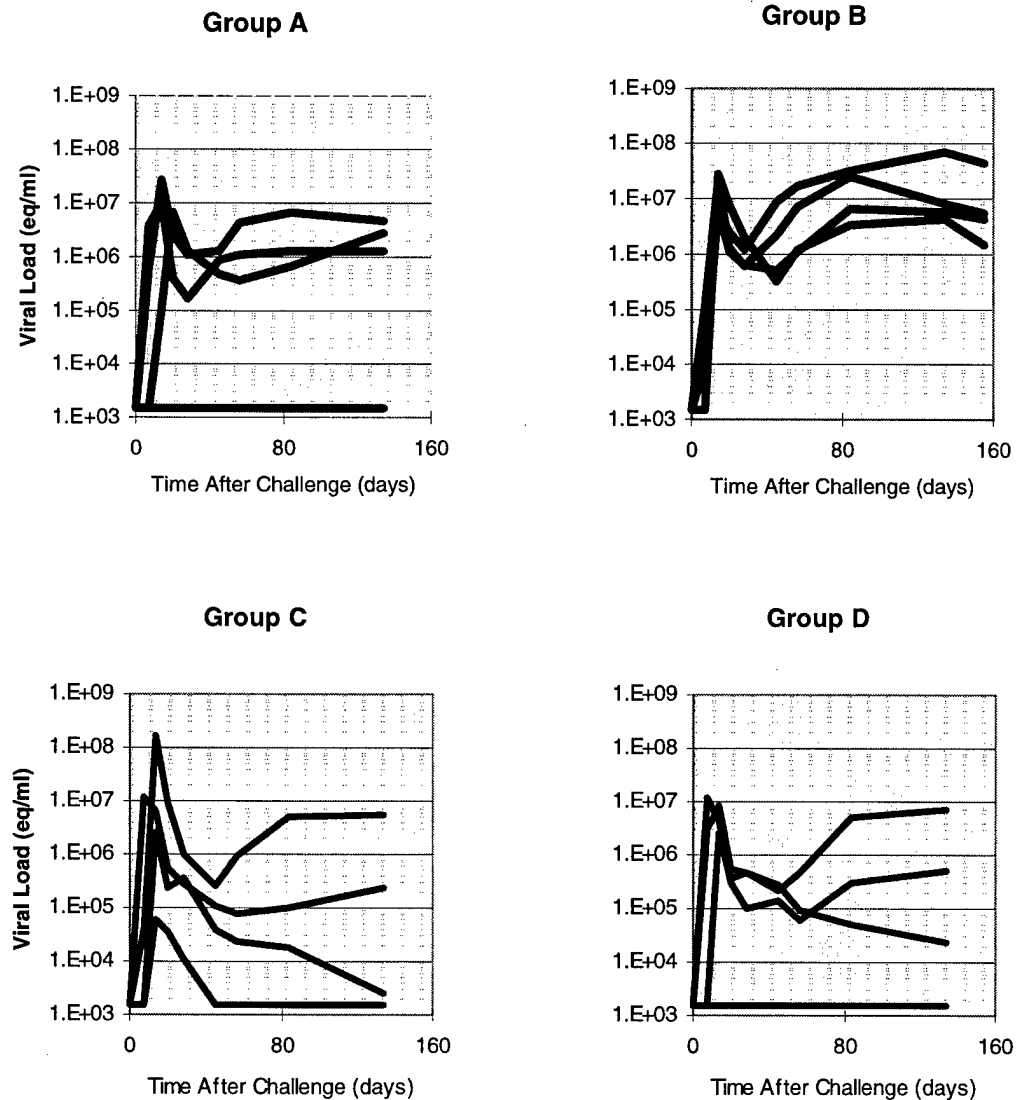 Group A
1.E+09
1.E+08
1.E+07
1.E+06
1.E+05
1.E+04
1.E+03
Viral Load (eq/ml)
0 80 160
Time After Challenge (days)
Group B
1.E+09
1.E+08
1.E+07
1.E+06
1.E+05
1.E+04
1.E+03
0 80 160
Time After Challenge (days)
Group C
1.E+09
1.E+08
1.E+07
1.E+06
1.E+05
1.E+04
1.E+03
Viral Load (eq/ml)
0 80 160
Time After Challenge (days)
Group D
1.E+09
1.E+08
1.E+07
1.E+06
1.E+05
1.E+04
1.E+03
0 80 160
Time After Challenge (days)